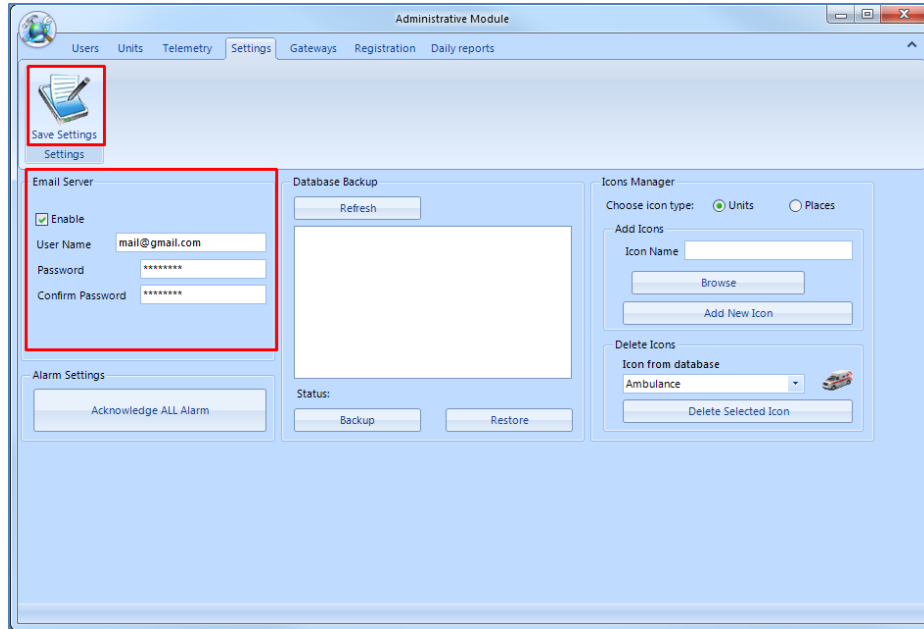 Administrative Module
Users Units Telemetry Settings Gateways Registration Daily reports
Save Settings
Settings
Email Server
Enable
User Name mail@gmail.com
Password ********
Confirm Password ********
Alarm Settings
Acknowledge ALL Alarm
Database Backup
Refresh
Status:
Backup Restore
Icons Manager
Choose icon type: Units Places
Add Icons
Icon Name
Browse
Add New Icon
Delete Icons
Icon from database
Ambulance
Delete Selected Icon